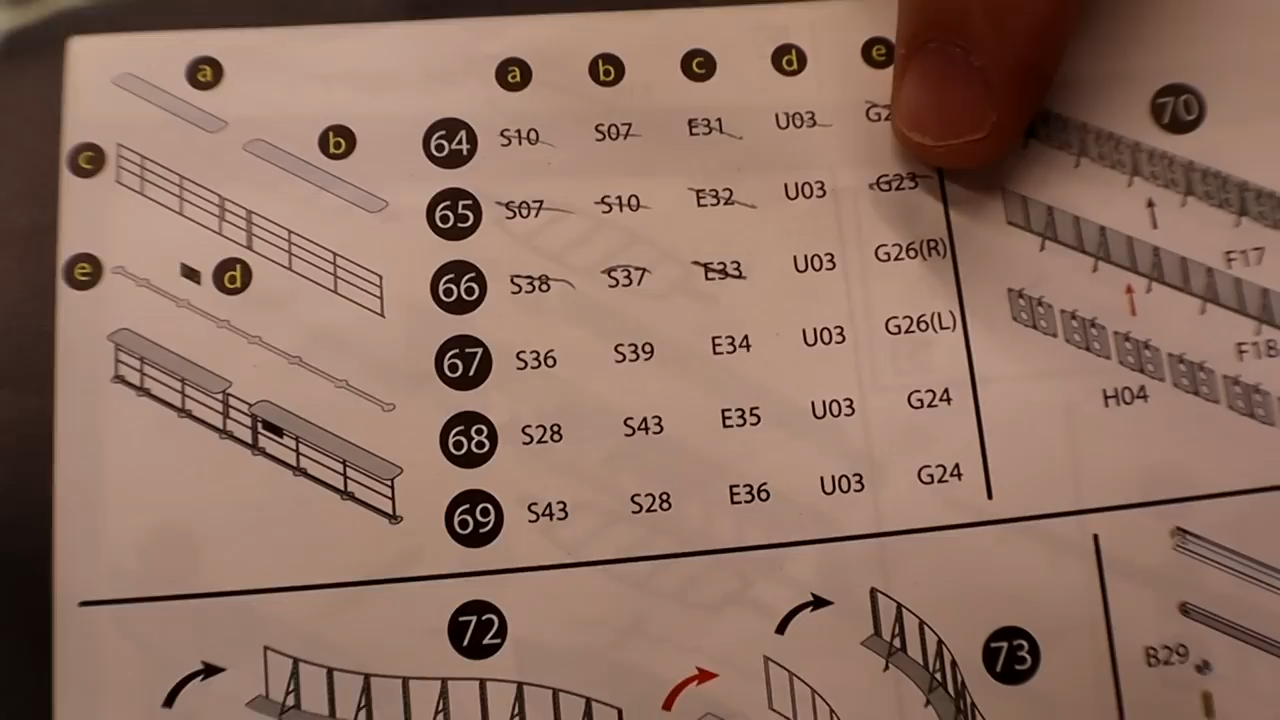 a b c d e
a
b
c
d
e
64 S10 S07 E31 U03
65 S07 S10 E32 U03 G23
66 S38 S37 E33 U03 G26(R)
67 S36 S39 E34 U03 G26(L)
68 S28 S43 E35 U03 G24
69 S43 S28 E36 U03 G24
70
F17
F18
H04
72
73
B29